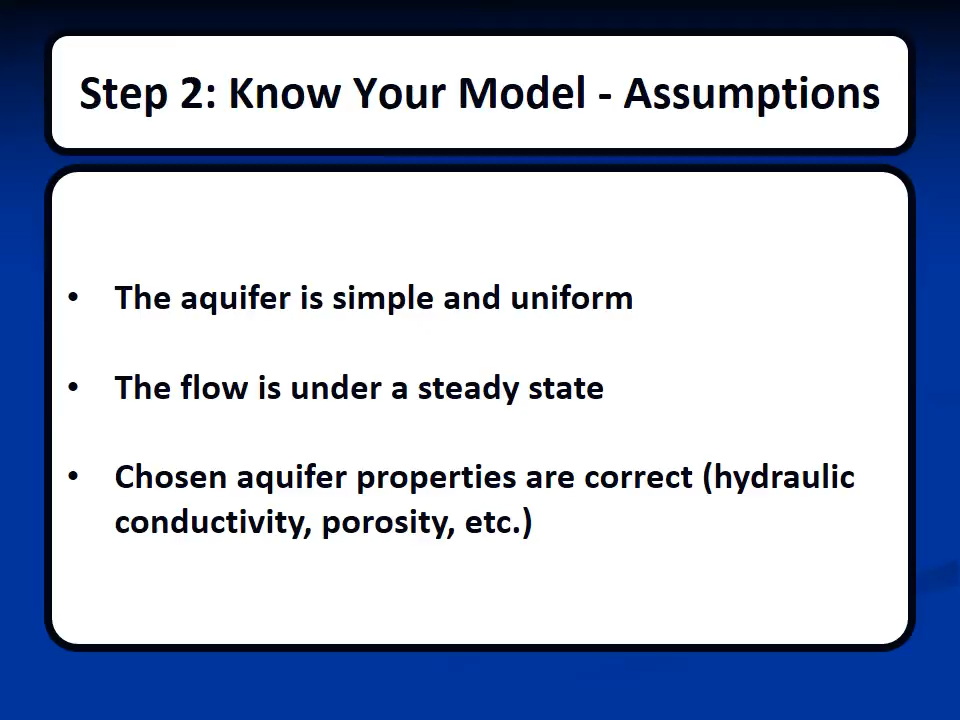 Step 2: Know Your Model - Assumptions
• The aquifer is simple and uniform
• The flow is under a steady state
• Chosen aquifer properties are correct (hydraulic
conductivity, porosity, etc.)